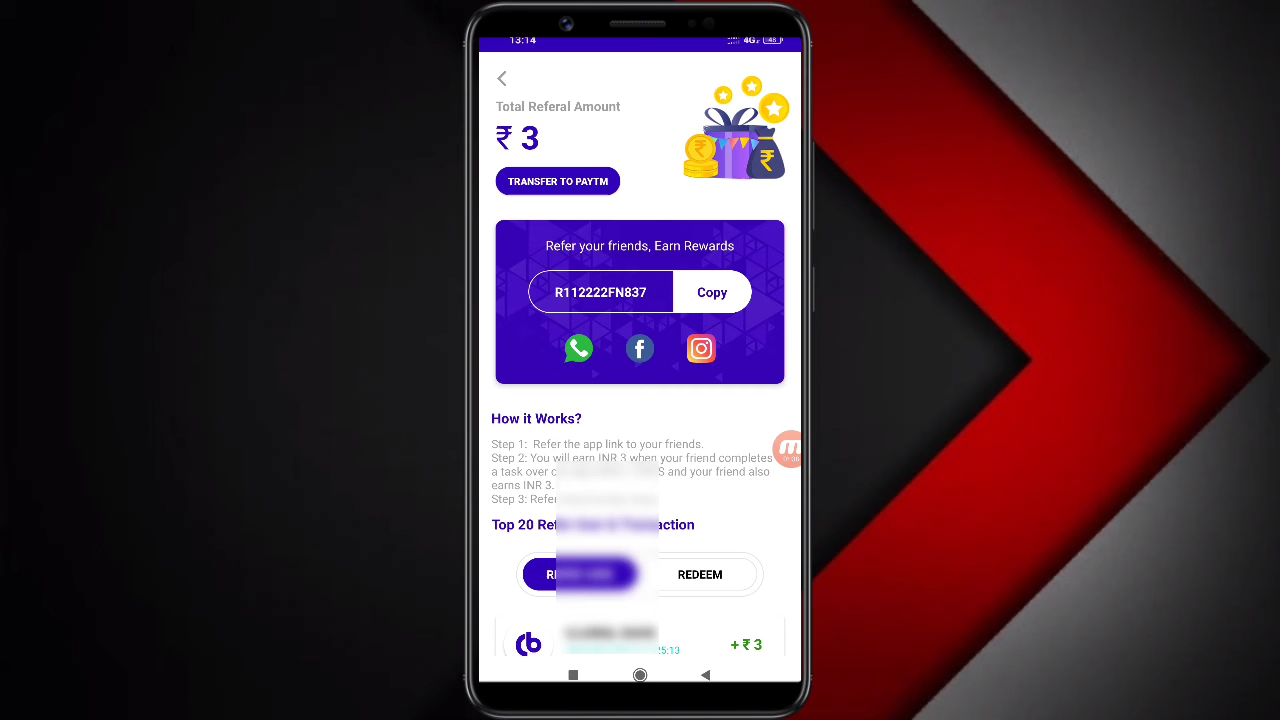 13:14
4G
48
Total Referal Amount
₹ 3
TRANSFER TO PAYTM
Refer your friends, Earn Rewards
R112222FN837 Copy
How it Works?
Step 1: Refer the app link to your friends.
Step 2: You will earn INR 3 when your friend completes
a task over S and your friend also
earns INR 3.
Step 3: Refer
Top 20 Refer
REDEEM
25:13
+ ₹ 3